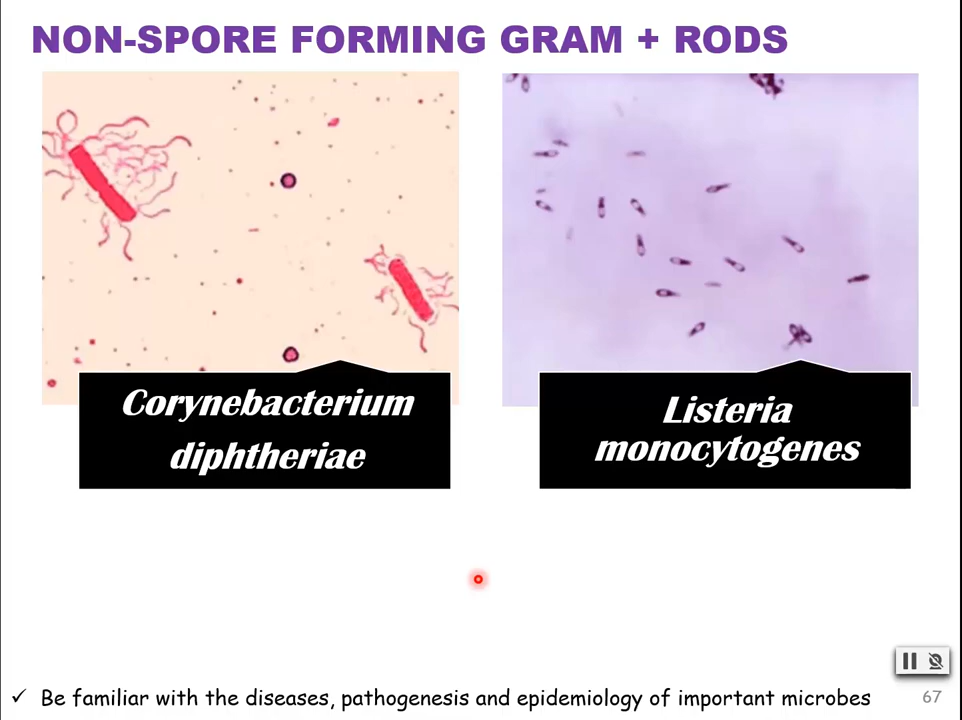 NON-SPORE FORMING GRAM + RODS
Corynebacterium
diphtheriae
Listeria
monocytogenes
✓ Be familiar with the diseases, pathogenesis and epidemiology of important microbes
67